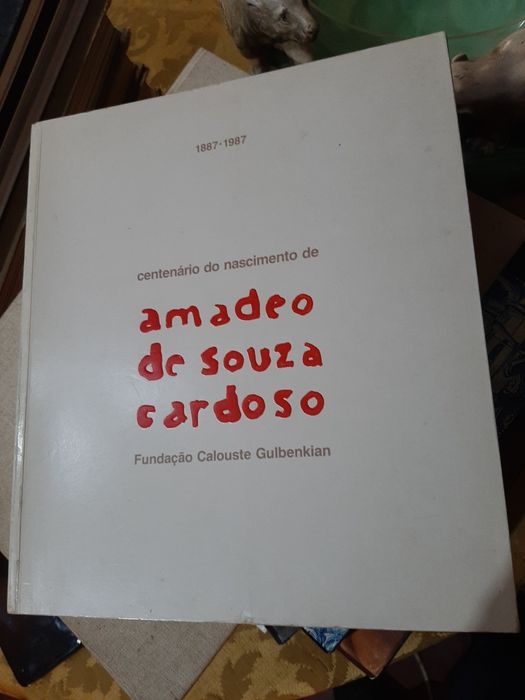 1887·1987
centenário do nascimento de
amadeo
de souza
cardoso
Fundação Calouste Gulbenkian